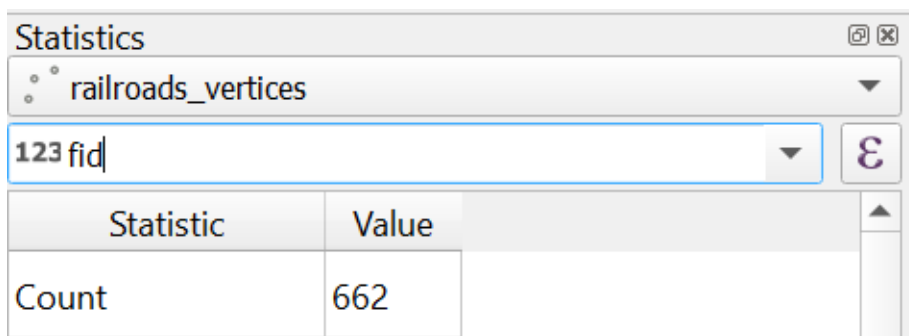 Statistics
railroads_vertices
123 fid
ε
Statistic Value
Count 662